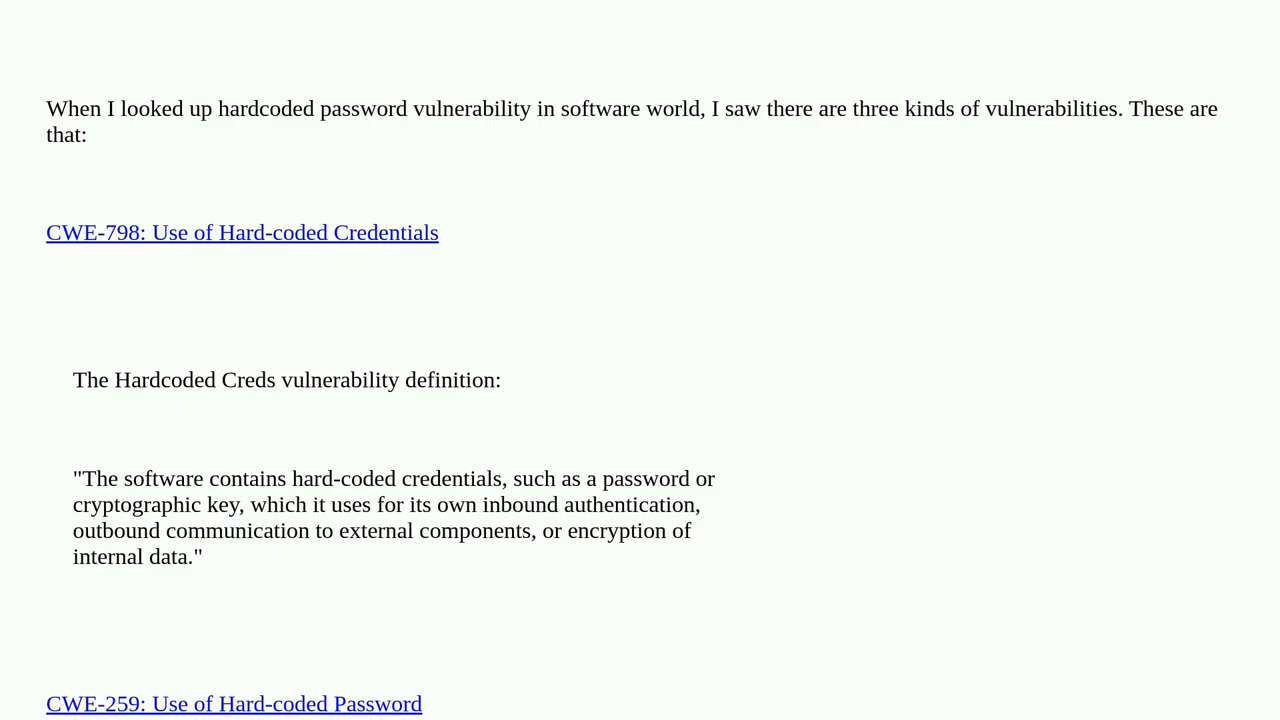 When I looked up hardcoded password vulnerability in software world, I saw there are three kinds of vulnerabilities. These are
that:
CWE-798: Use of Hard-coded Credentials
The Hardcoded Creds vulnerability definition:
"The software contains hard-coded credentials, such as a password or
cryptographic key, which it uses for its own inbound authentication,
outbound communication to external components, or encryption of
internal data."
CWE-259: Use of Hard-coded Password